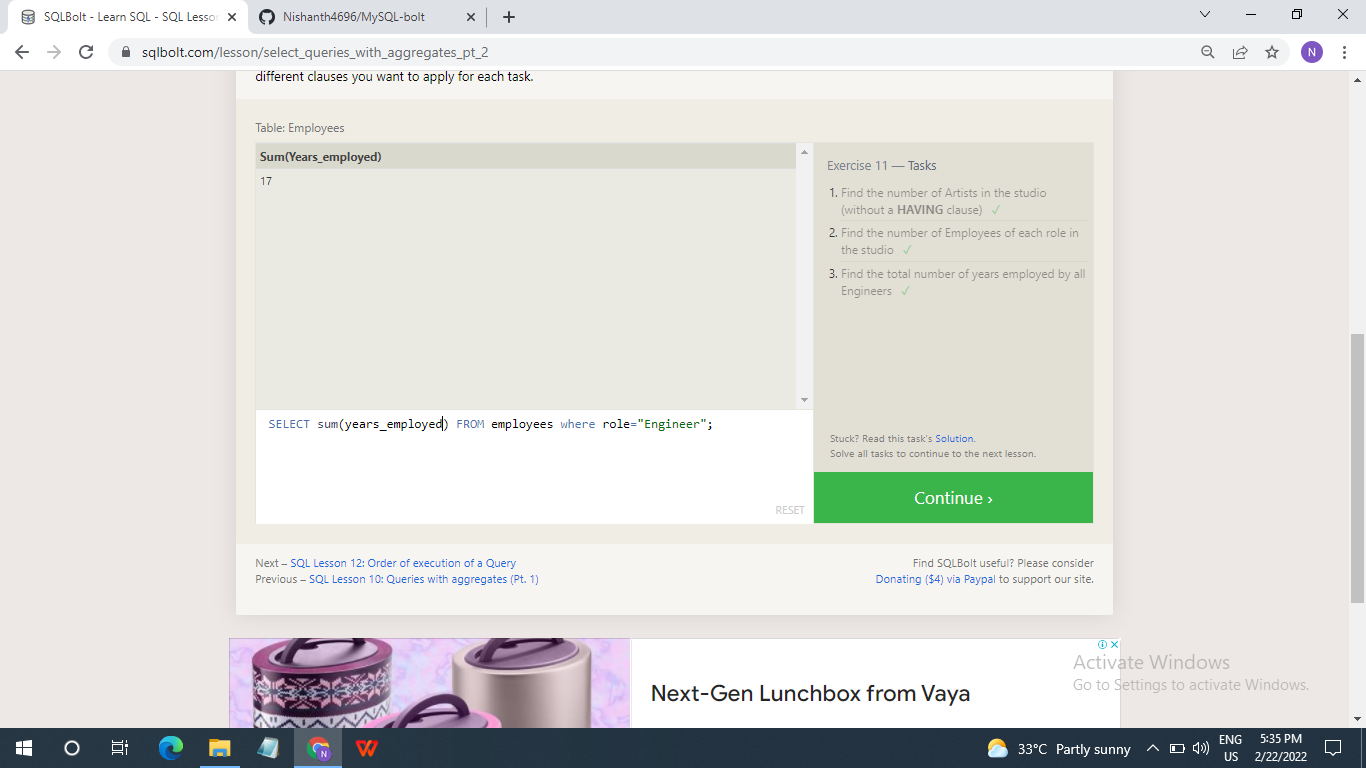 SQLBolt - Learn SQL - SQL Lesso
Nishanth4696/MySQL-bolt
sqlbolt.com/lesson/select_queries_with_aggregates_pt_2
N
different clauses you want to apply for each task.
Table: Employees
Sum(Years_employed)
17
SELECT sum(years_employed) FROM employees where role="Engineer";
RESET
Exercise 11 — Tasks
1. Find the number of Artists in the studio
(without a HAVING clause) ✓
2. Find the number of Employees of each role in
the studio ✓
3. Find the total number of years employed by all
Engineers ✓
Stuck? Read this task's Solution.
Solve all tasks to continue to the next lesson.
Continue ›
Next – SQL Lesson 12: Order of execution of a Query
Previous – SQL Lesson 10: Queries with aggregates (Pt. 1)
Find SQLBolt useful? Please consider
Donating ($4) via Paypal to support our site.
Next-Gen Lunchbox from Vaya
Activate Windows
Go to Settings to activate Windows.
N
33°C Partly sunny
ENG
US
5:35 PM
2/22/2022